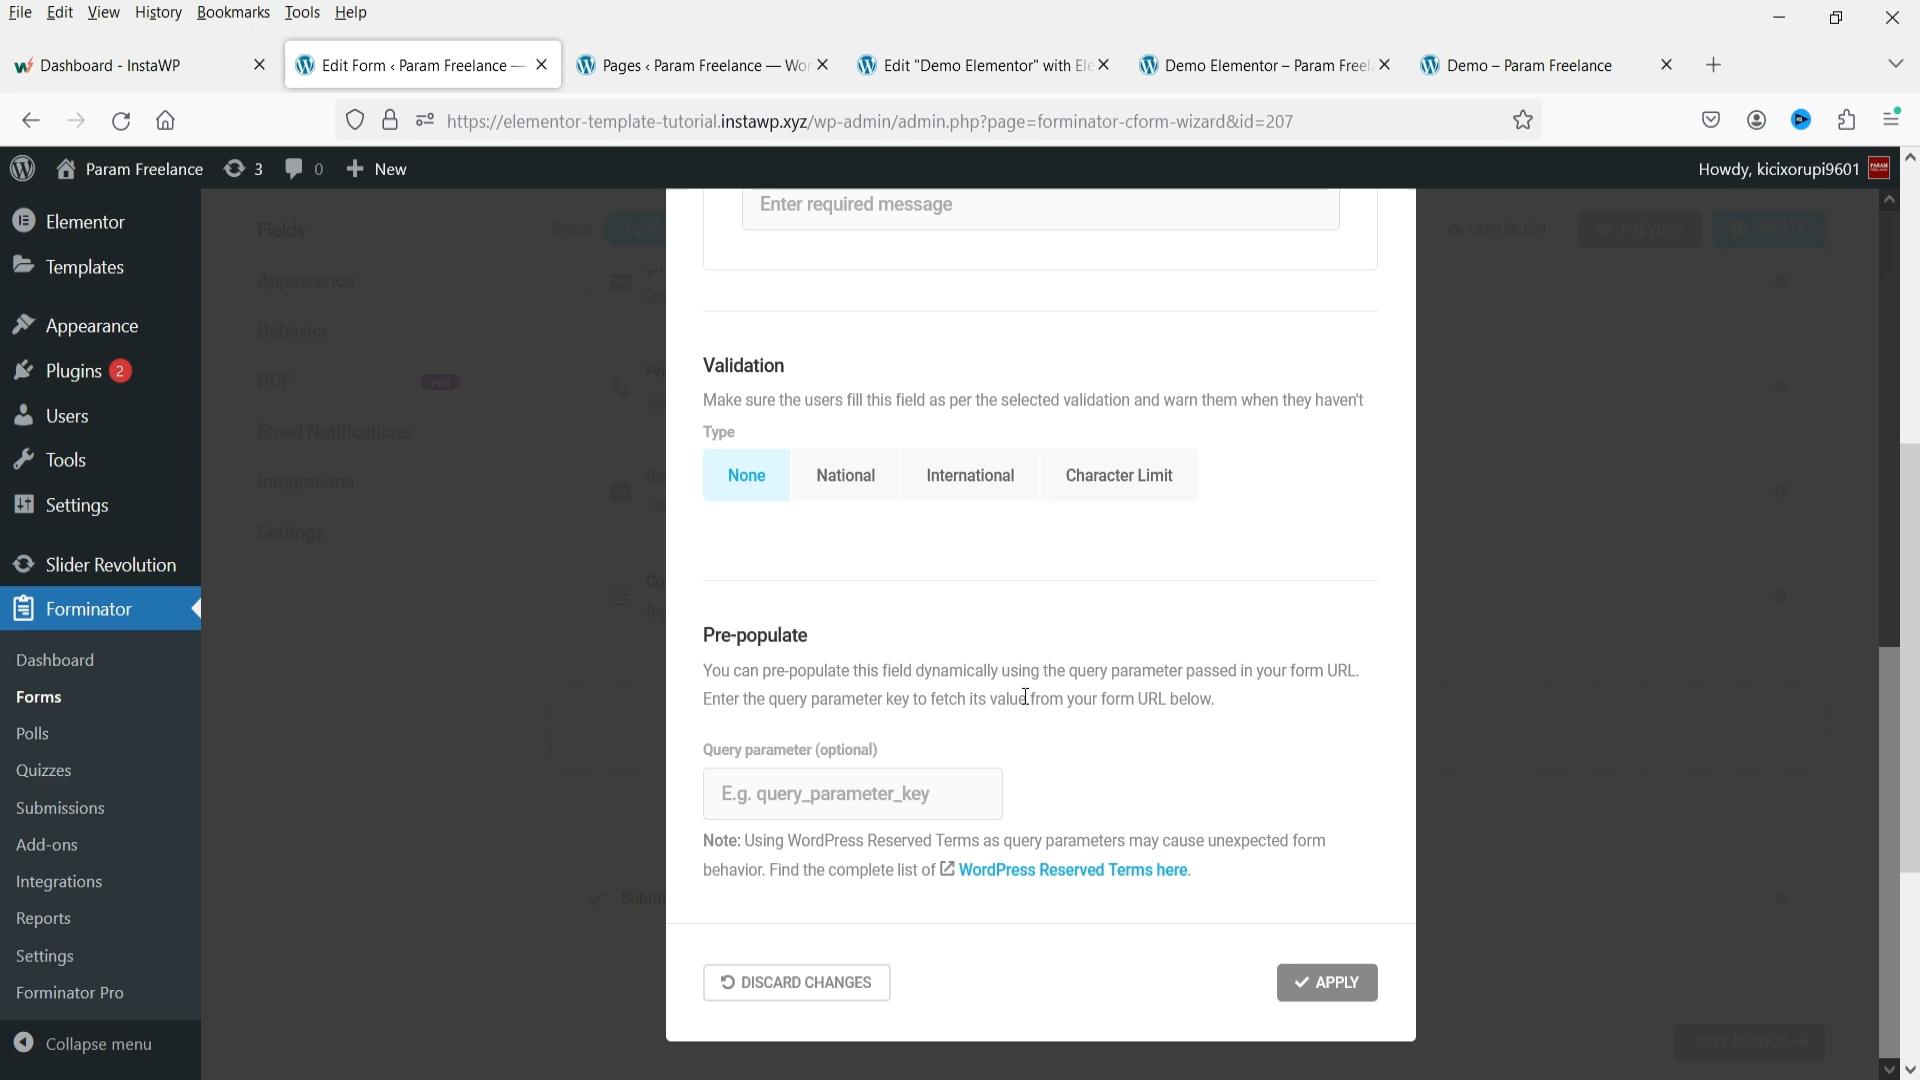 File Edit View History Bookmarks Tools Help
Dashboard - InstaWP
Edit Form ‹ Param Freelance —
Pages ‹ Param Freelance — Wor
Edit "Demo Elementor" with Ele
Demo Elementor – Param Freela
Demo – Param Freelance
https://elementor-template-tutorial.instawp.xyz/wp-admin/admin.php?page=forminator-cform-wizard&id=207
Param Freelance 3 0 New
Howdy, kicixorupi9601
Elementor
Templates
Appearance
Plugins 2
Users
Tools
Settings
Slider Revolution
Forminator
Dashboard
Forms
Polls
Quizzes
Submissions
Add-ons
Integrations
Reports
Settings
Forminator Pro
Collapse menu
Fields
Appearance
Behavior
PDF PRO
Email Notifications
Integrations
Settings
Status
UNPUBLISH
PREVIEW
UPDATE
Enter required message
Validation
Make sure the users fill this field as per the selected validation and warn them when they haven't
Type
None National International Character Limit
Pre-populate
You can pre-populate this field dynamically using the query parameter passed in your form URL.
Enter the query parameter key to fetch its value from your form URL below.
Query parameter (optional)
E.g. query_parameter_key
Note: Using WordPress Reserved Terms as query parameters may cause unexpected form
behavior. Find the complete list of WordPress Reserved Terms here.
DISCARD CHANGES
APPLY
APPEARANCE